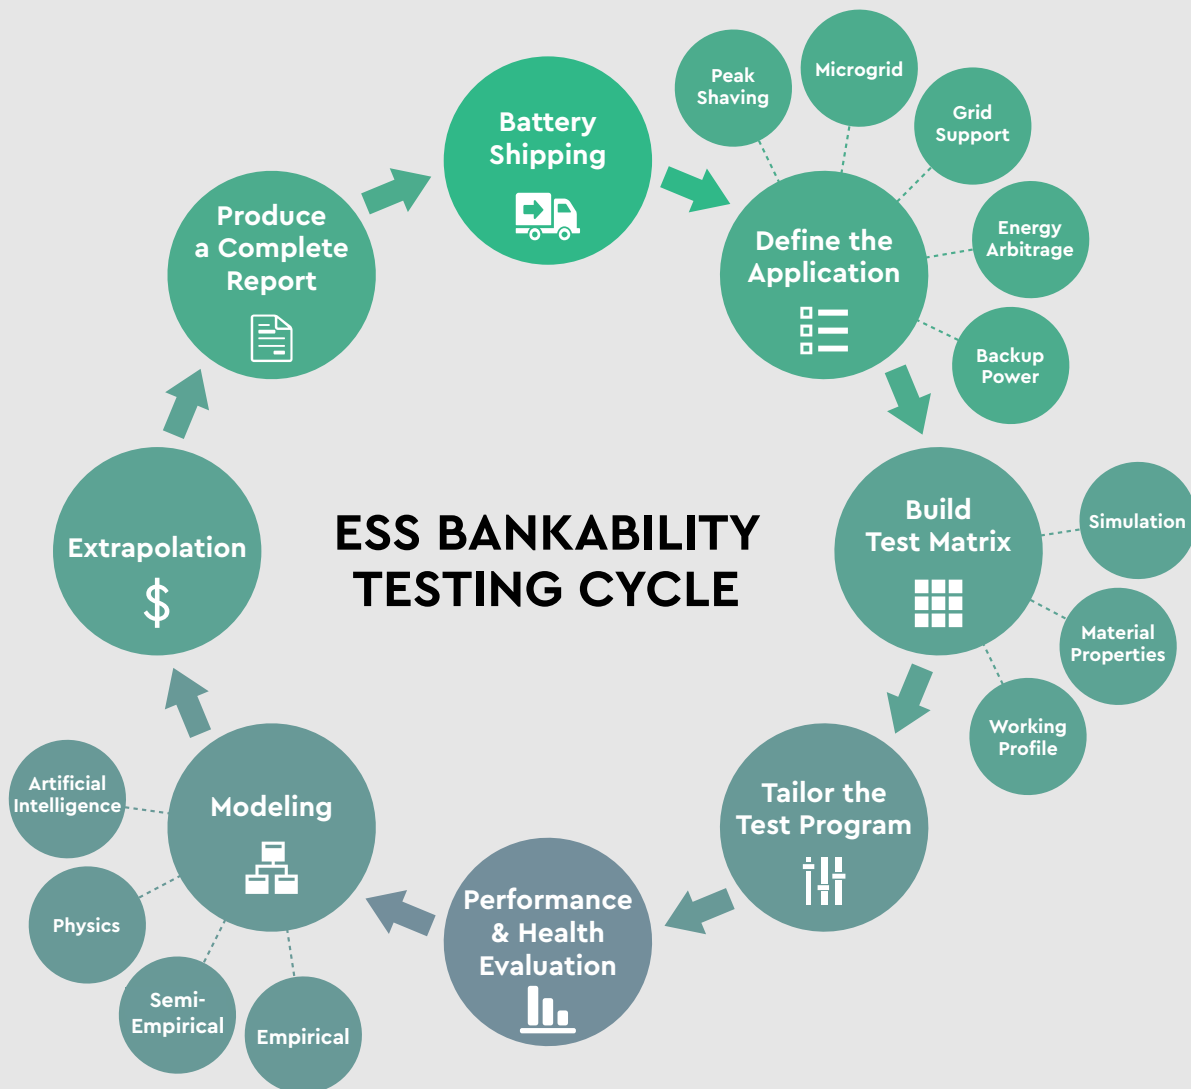 ESS BANKABILITY
TESTING CYCLE
Battery
Shipping
Define the
Application
Peak
Shaving
Microgrid
Grid
Support
Energy
Arbitrage
Backup
Power
Build
Test Matrix
Simulation
Material
Properties
Working
Profile
Tailor the
Test Program
Performance
& Health
Evaluation
Modeling
Empirical
Semi-
Empirical
Physics
Artificial
Intelligence
Extrapolation
$
Produce
a Complete
Report